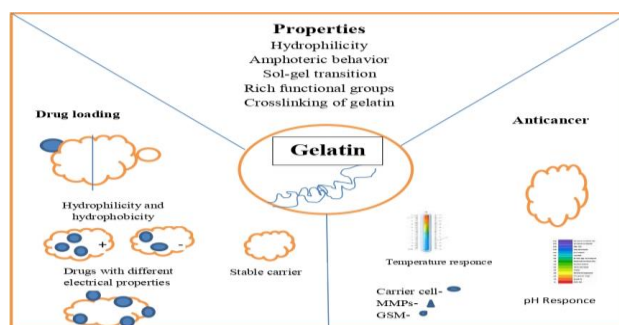 Properties
Hydrophilicity
Amphoteric behavior
Sol-gel transition
Rich functional groups
Crosslinking of gelatin
Drug loading
Anticancer
Gelatin
Hydrophilicity and
hydrophobicity
+
-
Drugs with different
electrical properties
Stable carrier
Temperature responce
Carrier cell-
MMPs-
GSM-
pH Responce